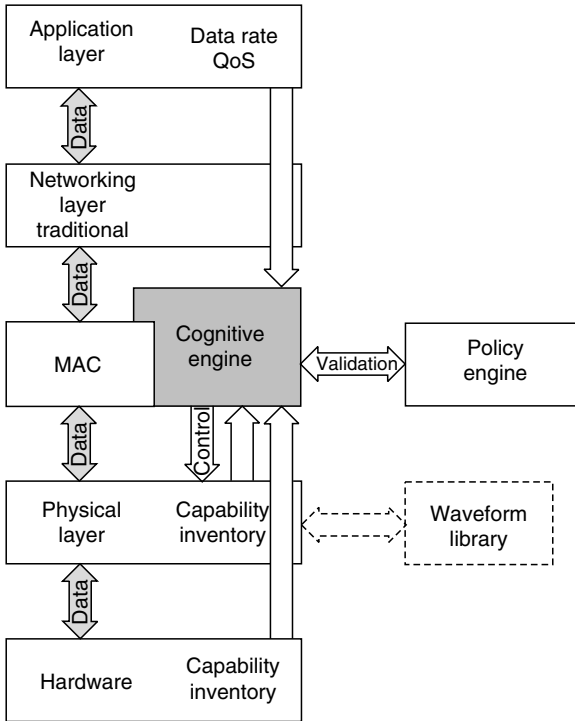 Application
layer
Data rate
QoS
Data
Networking
layer
traditional
Data
MAC
Cognitive
engine
Validation
Policy
engine
Data
Control
Physical
layer
Capability
inventory
Waveform
library
Data
Hardware
Capability
inventory